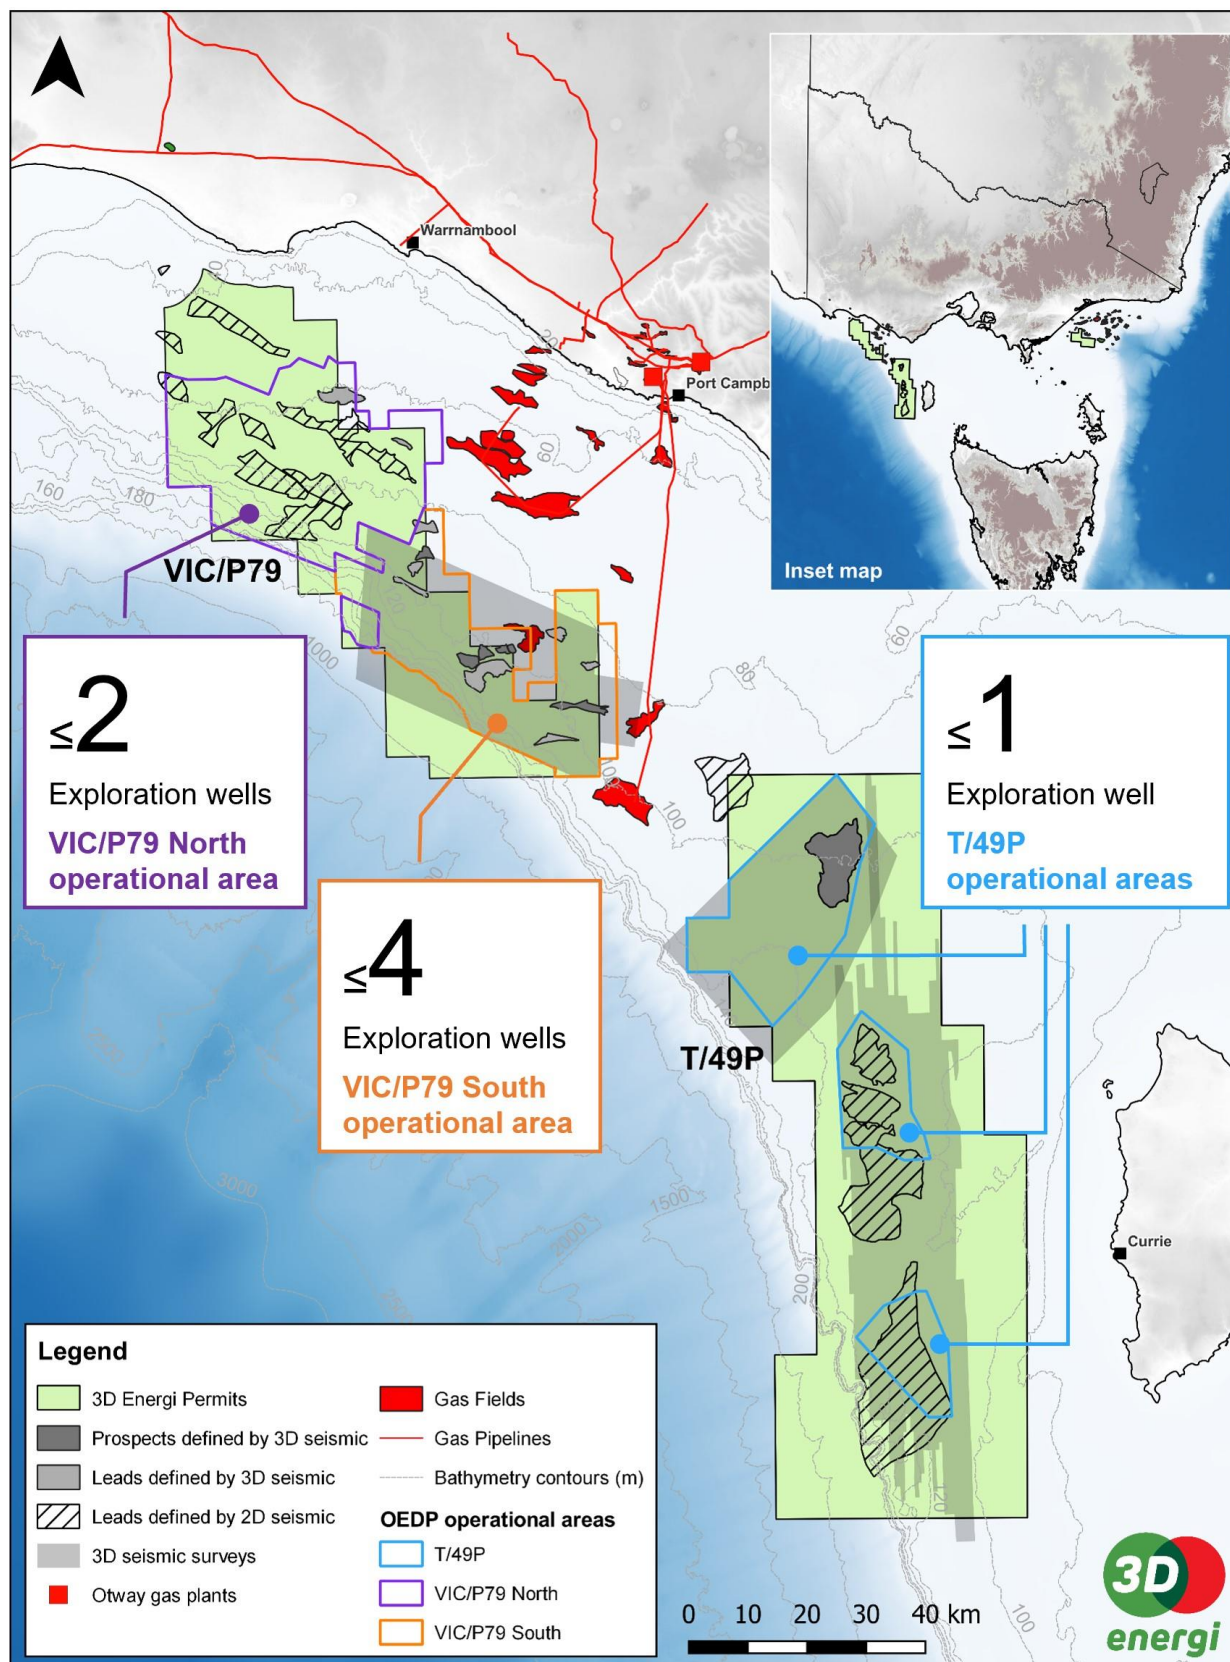 Warrnambool
Port Campb
20
20
60
160
180
VIC/P79
120
1000
Inset map
60
80
≤2
Exploration wells
VIC/P79 North
operational area
≤4
Exploration wells
VIC/P79 South
operational area
≤1
Exploration well
T/49P
operational areas
100
T/49P
3000
1500
2000
200
Currie
120
100
Legend
3D Energi Permits
Prospects defined by 3D seismic
Leads defined by 3D seismic
Leads defined by 2D seismic
3D seismic surveys
Otway gas plants
Gas Fields
Gas Pipelines
Bathymetry contours (m)
OEDP operational areas
T/49P
VIC/P79 North
VIC/P79 South
0 10 20 30 40 km
3D
energi